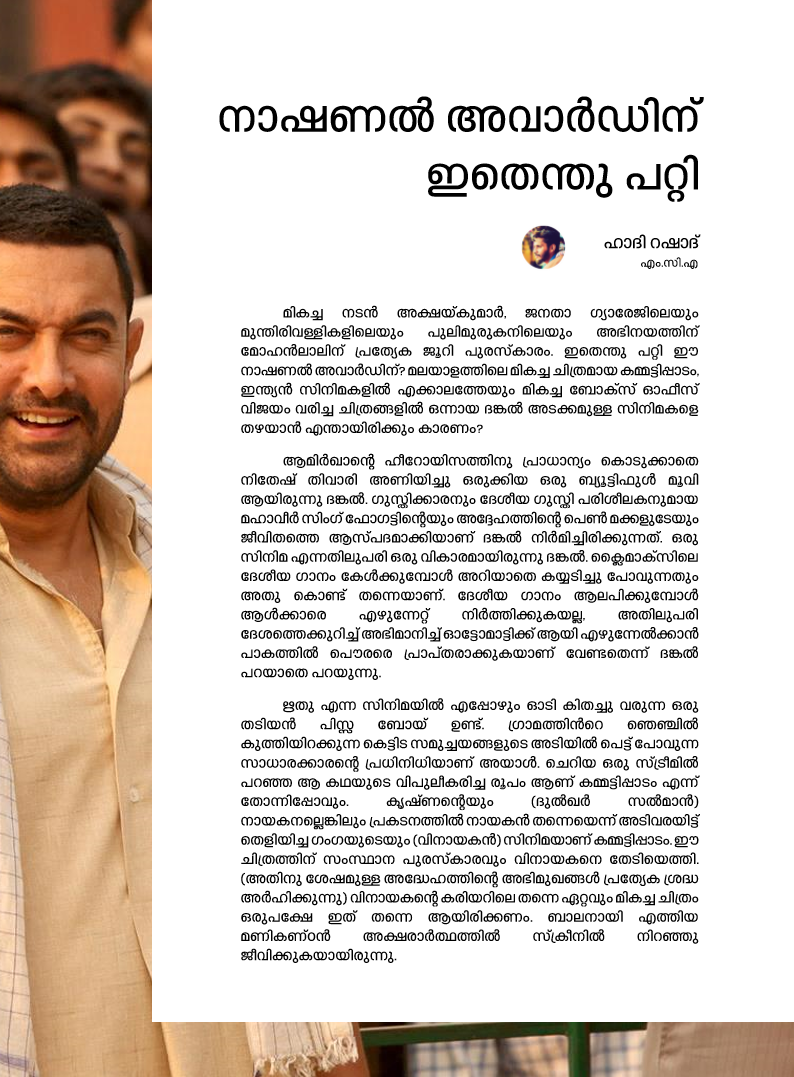 നാഷണൽ അവാർഡിന്
ഇതെന്തു പറ്റി
ഹാദി റഷാദ്
എം.സി.എ
മികച്ച നടൻ അക്ഷയ്കുമാർ, ജനതാ ഗ്യാരേജിലെയും
മുന്തിരിവള്ളികളിലെയും പുലിമുരുകനിലെയും അഭിനയത്തിന്
മോഹൻലാലിന് പ്രത്യേക ജൂറി പുരസ്കാരം. ഇതെന്തു പറ്റി ഈ
നാഷണൽ അവാർഡിന്? മലയാളത്തിലെ മികച്ച ചിത്രമായ കമ്മട്ടിപ്പാടം,
ഇന്ത്യൻ സിനിമകളിൽ എക്കാലത്തേയും മികച്ച ബോക്സ് ഓഫീസ്
വിജയം വരിച്ച ചിത്രങ്ങളിൽ ഒന്നായ ദങ്കൽ അടക്കമുള്ള സിനിമകളെ
തഴയാൻ എന്തായിരിക്കും കാരണം?
ആമിർഖാന്റെ ഹീറോയിസത്തിനു പ്രാധാന്യം കൊടുക്കാതെ
നിതേഷ് തിവാരി അണിയിച്ചു ഒരുക്കിയ ഒരു ബ്യൂട്ടിഫുൾ മൂവി
ആയിരുന്നു ദങ്കൽ. ഗുസ്തിക്കാരനും ദേശീയ ഗുസ്തി പരിശീലകനുമായ
മഹാവീർ സിംഗ് ഫോഗട്ടിന്റെയും അദ്ദേഹത്തിന്റെ പെൺ മക്കളുടേയും
ജീവിതത്തെ ആസ്പദമാക്കിയാണ് ദങ്കൽ നിർമിച്ചിരിക്കുന്നത്. ഒരു
സിനിമ എന്നതിലുപരി ഒരു വികാരമായിരുന്നു ദങ്കൽ. ക്ലൈമാക്സിലെ
ദേശീയ ഗാനം കേൾക്കുമ്പോൾ അറിയാതെ കയ്യടിച്ചു പോവുന്നതും
അതു കൊണ്ട് തന്നെയാണ്. ദേശീയ ഗാനം ആലപിക്കുമ്പോൾ
ആൾക്കാരെ എഴുന്നേറ്റ് നിർത്തിക്കുകയല്ല, അതിലുപരി
ദേശത്തെക്കുറിച്ച് അഭിമാനിച്ച് ഓട്ടോമാട്ടിക്ക് ആയി എഴുന്നേൽക്കാൻ
പാകത്തിൽ പൌരരെ പ്രാപ്തരാക്കുകയാണ് വേണ്ടതെന്ന് ദങ്കൽ
പറയാതെ പറയുന്നു.
ഋതു എന്ന സിനിമയിൽ എപ്പോഴും ഓടി കിതച്ചു വരുന്ന ഒരു
തടിയൻ പിസ്സ ബോയ് ഉണ്ട്. ഗ്രാമത്തിൻറെ ഞെഞ്ചിൽ
കുത്തിയിറക്കുന്ന കെട്ടിട സമുച്ചയങ്ങളുടെ അടിയിൽ പെട്ട് പോവുന്ന
സാധാരക്കാരന്റെ പ്രധിനിധിയാണ് അയാൾ. ചെറിയ ഒരു സ്ട്രീമിൽ
പറഞ്ഞ ആ കഥയുടെ വിപുലീകരിച്ച രൂപം ആണ് കമ്മട്ടിപ്പാടം എന്ന്
തോന്നിപ്പോവും. കൃഷ്ണന്റെയും (ദുൽഖർ സൽമാൻ)
നായകനല്ലെങ്കിലും പ്രകടനത്തിൽ നായകൻ തന്നെയെന്ന് അടിവരയിട്ട്
തെളിയിച്ച ഗംഗയുടെയും (വിനായകൻ) സിനിമയാണ് കമ്മട്ടിപ്പാടം. ഈ
ചിത്രത്തിന് സംസ്ഥാന പുരസ്കാരവും വിനായകനെ തേടിയെത്തി.
(അതിനു ശേഷമുള്ള അദ്ധേഹത്തിന്റെ അഭിമുഖങ്ങൾ പ്രത്യേക ശ്രദ്ധ
അർഹിക്കുന്നു) വിനായകന്റെ കരിയറിലെ തന്നെ ഏറ്റവും മികച്ച ചിത്രം
ഒരുപക്ഷേ ഇത് തന്നെ ആയിരിക്കണം. ബാലനായി എത്തിയ
മണികണ്ഠൻ അക്ഷരാർത്ഥത്തിൽ സ്ക്രീനിൽ നിറഞ്ഞു
ജീവിക്കുകയായിരുന്നു.